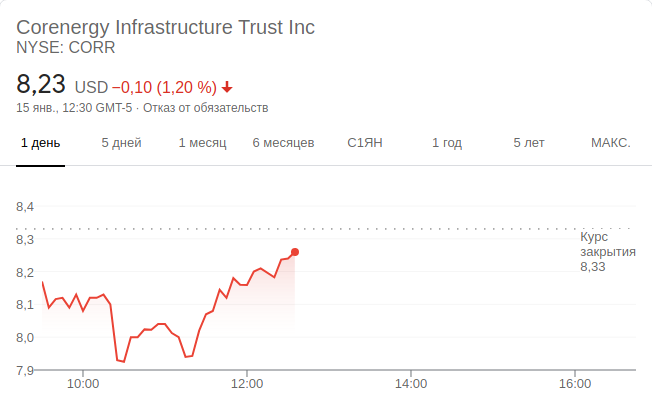 Corenergy Infrastructure Trust Inc
NYSE: CORR
8,23 USD −0,10 (1,20 %)
15 янв., 12:30 GMT-5 · Отказ от обязательств
1 день 5 дней 1 месяц 6 месяцев С1ЯН 1 год 5 лет МАКС.
8,4
8,3
8,2
8,1
8,0
7,9
Курс
закрытия
8,33
10:00 12:00 14:00 16:00